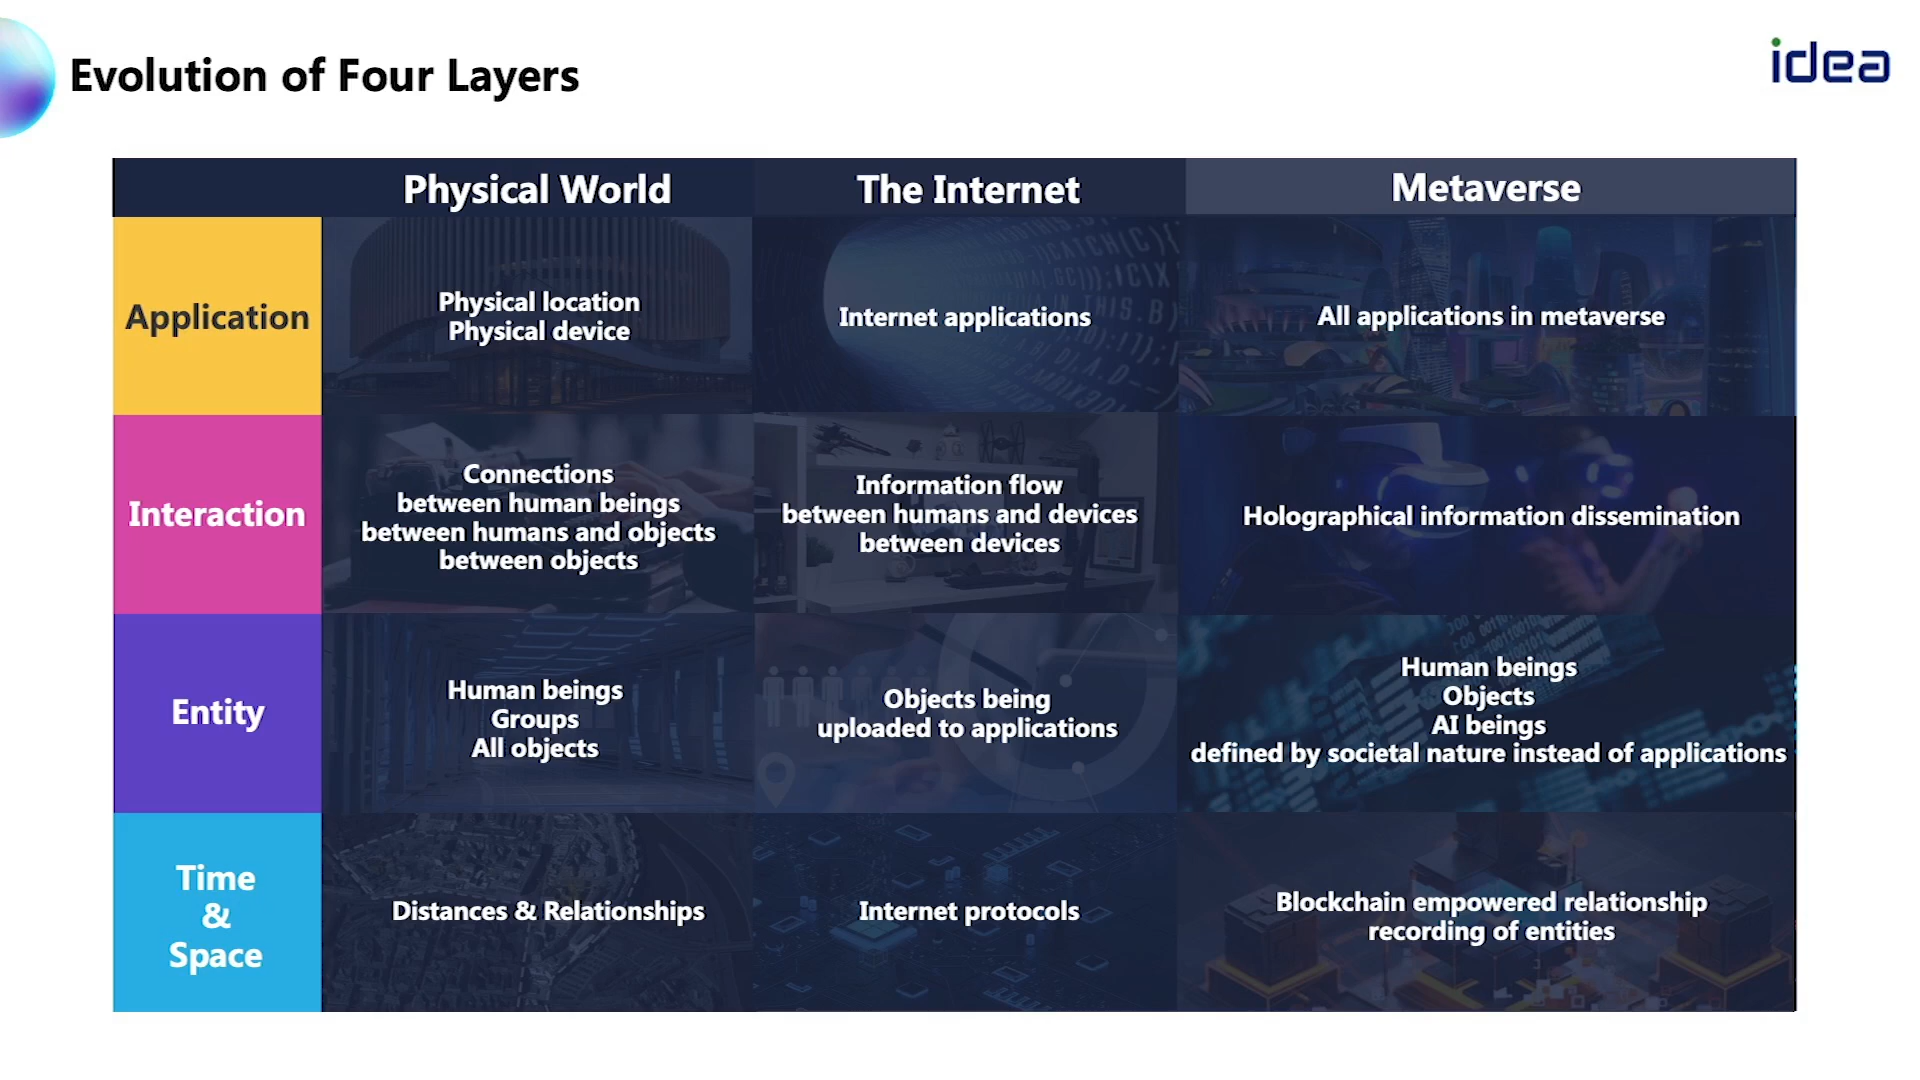 Evolution of Four Layers
idea
Physical World
The Internet
Metaverse
Application
Physical location
Physical device
Internet applications
All applications in metaverse
Interaction
Connections
between human beings
between humans and objects
between objects
Information flow
between humans and devices
between devices
Holographical information dissemination
Entity
Human beings
Groups
All objects
Objects being
uploaded to applications
Human beings
Objects
AI beings
defined by societal nature instead of applications
Time
&
Space
Distances & Relationships
Internet protocols
Blockchain empowered relationship
recording of entities